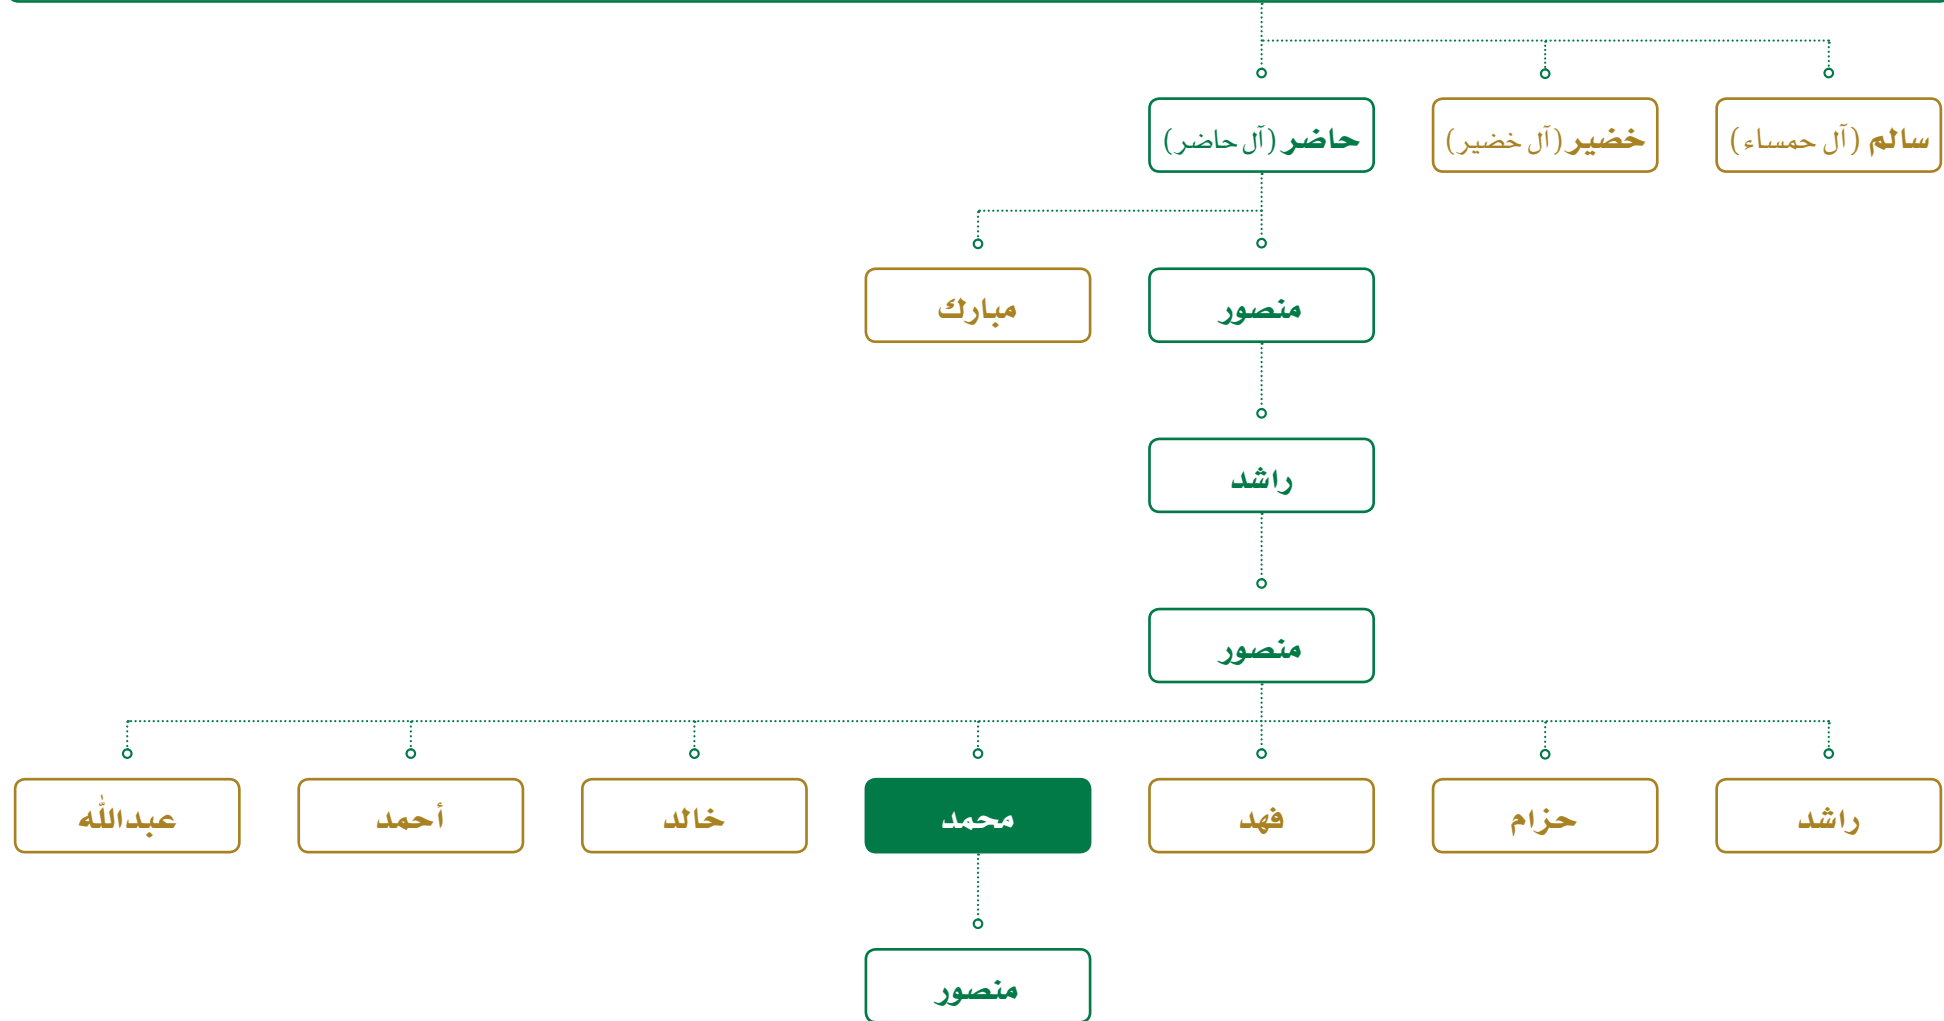 سالم (آل حمساء)
خضير (آل خضير)
حاضر (آل حاضر)
منصور
مبارك
راشد
منصور
راشد
حزام
فهد
محمد
خالد
أحمد
عبدالله
منصور